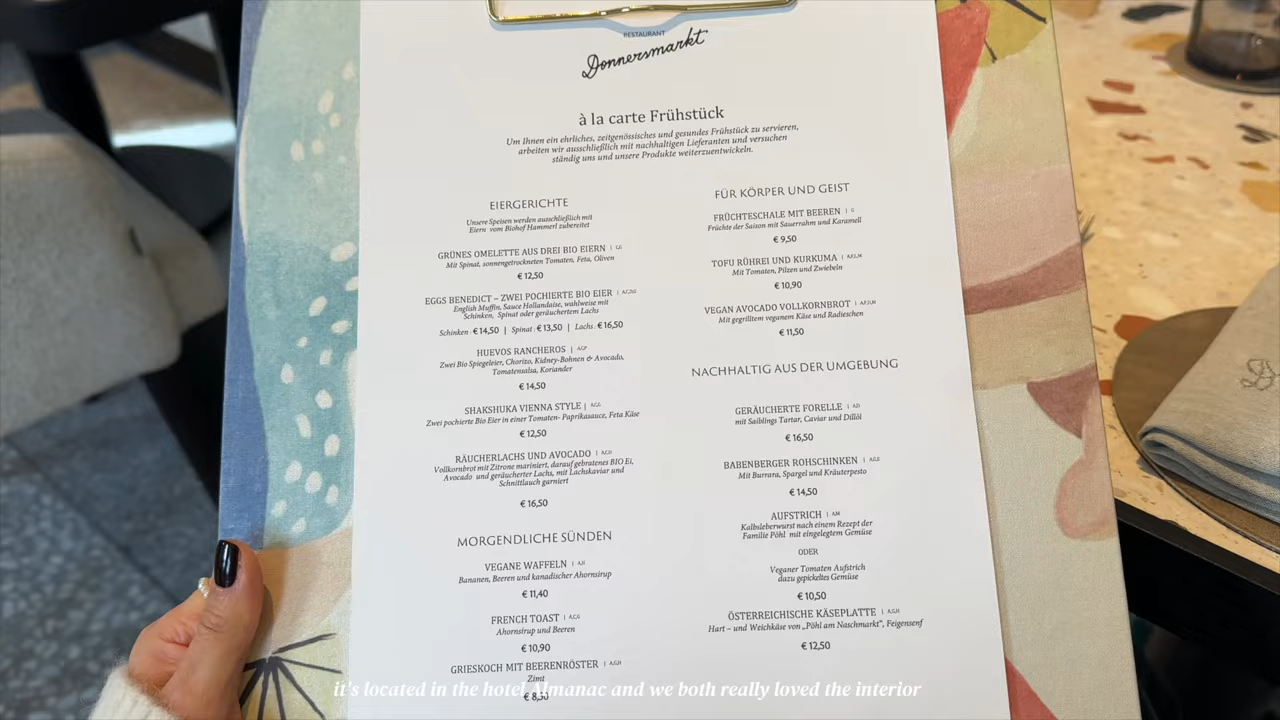 RESTAURANT
Donnersmarkt
à la carte Frühstück
Um Ihnen ein ehrliches, zeitgenössisches und gesundes Frühstück zu servieren,
arbeiten wir ausschließlich mit nachhaltigen Lieferanten und versuchen
ständig uns und unsere Produkte weiterzuentwickeln.
EIERGERICHTE
Unsere Speisen werden ausschließlich mit
Eiern vom Biohof Hammerl zubereitet
GRÜNES OMELETTE AUS DREI BIO EIERN |
Mit Spinat, sonnengetrockneten Tomaten, Feta, Oliven
€ 12,50
EGGS BENEDICT – ZWEI POCHIERTE BIO EIER |
English Muffin, Sauce Hollandaise, wahlweise mit
Schinken, Spinat oder geräuchertem Lachs
Schinken € 14,50 | Spinat € 13,50 | Lachs € 16,50
HUEVOS RANCHEROS |
Zwei Bio Spiegeleier, Chorizo, Kidney-Bohnen & Avocado,
Tomatensalsa, Koriander
€ 14,50
SHAKSHUKA VIENNA STYLE |
Zwei pochierte Bio Eier in einer Tomaten- Paprikasauce, Feta Käse
€ 12,50
RÄUCHERLACHS UND AVOCADO |
Vollkornbrot mit Zitrone mariniert, darauf gebratenes BIO Ei,
Avocado und geräucherter Lachs, mit Lachskaviar und
Schnittlauch garniert
€ 16,50
MORGENDLICHE SÜNDEN
VEGANE WAFFELN |
Bananen, Beeren und kanadischer Ahornsirup
€ 11,40
FRENCH TOAST |
Ahornsirup und Beeren
€ 10,90
GRIESKOCH MIT BEERENRÖSTER |
Zimt
€ 8,50
FÜR KÖRPER UND GEIST
FRÜCHTESCHALE MIT BEEREN | G
Früchte der Saison mit Sauerrahm und Karamell
€ 9,50
TOFU RÜHREI UND KURKUMA |
Mit Tomaten, Pilzen und Zwiebeln
€ 10,90
VEGAN AVOCADO VOLLKORNBROT |
Mit gegrilltem veganem Käse und Radieschen
€ 11,50
NACHHALTIG AUS DER UMGEBUNG
GERÄUCHERTE FORELLE |
mit Saiblings Tartar, Caviar und Dillöl
€ 16,50
BABENBERGER ROHSCHINKEN |
Mit Burrara, Spargel und Kräuterpesto
€ 14,50
AUFSTRICH |
Kalbsleberwurst nach einem Rezept der
Familie Pöhl mit eingelegtem Gemüse
ODER
Veganer Tomaten Aufstrich
dazu gepickeltes Gemüse
€ 10,50
ÖSTERREICHISCHE KÄSEPLATTE |
Hart – und Weichkäse von „Pöhl am Naschmarkt", Feigensenf
€ 12,50
it's located in the hotel Almanac and we both really loved the interior